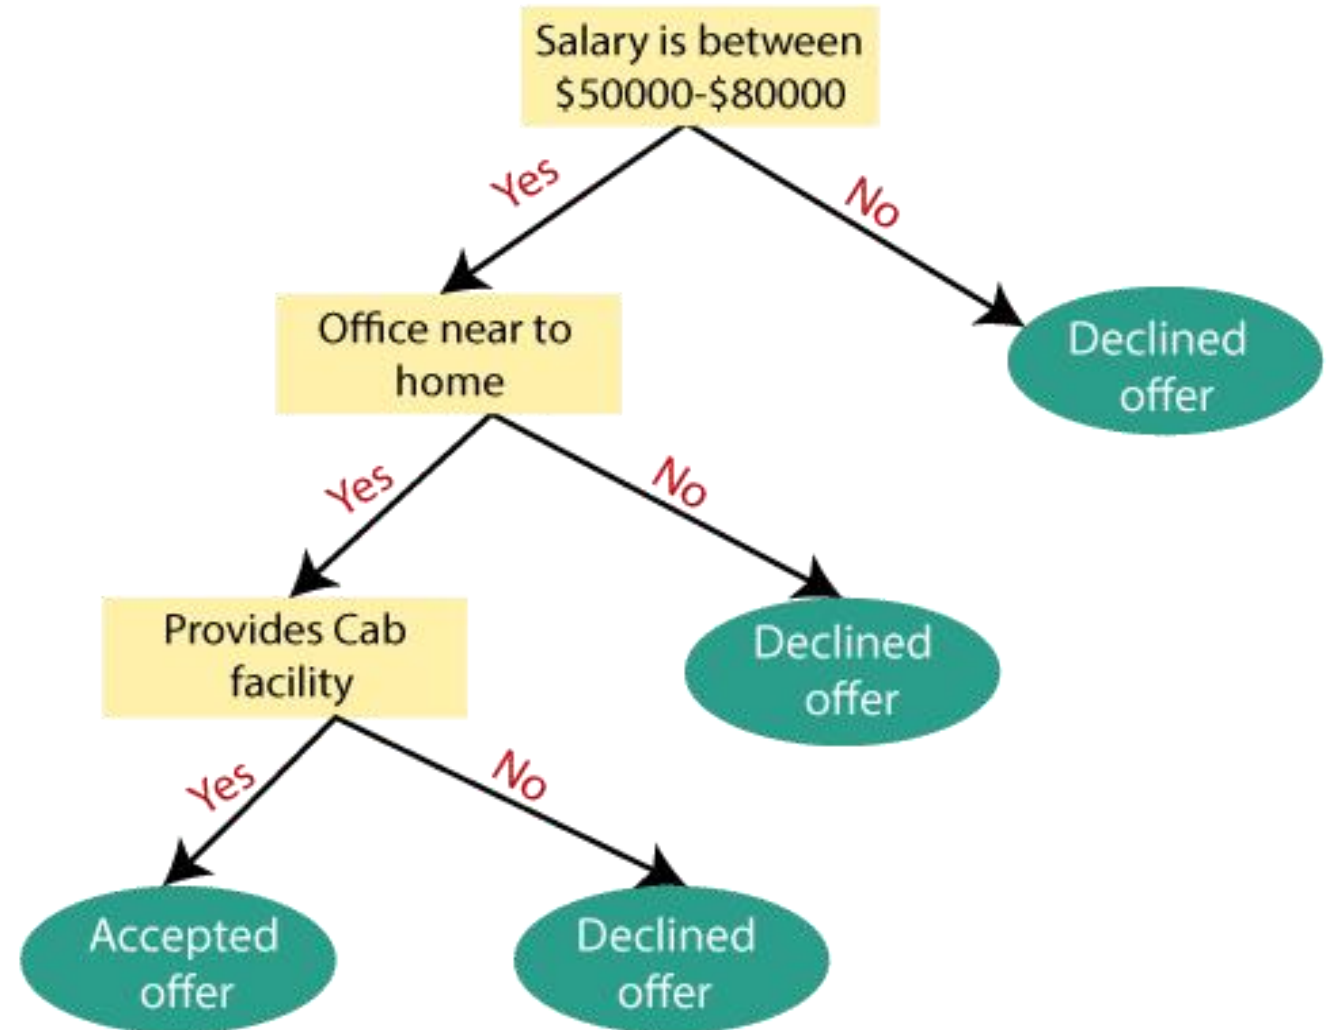 Salary is between
$50000-$80000
Yes
No
Office near to
home
Declined
offer
Yes
No
Provides Cab
facility
Declined
offer
Yes
No
Accepted
offer
Declined
offer